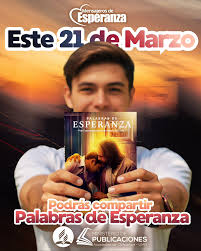 Mensajeros de
Esperanza
Este 21 de Marzo
PALABRAS DE
ESPERANZA
Podrás compartir
Palabras de Esperanza
MINISTERIO DE
PUBLICACIONES